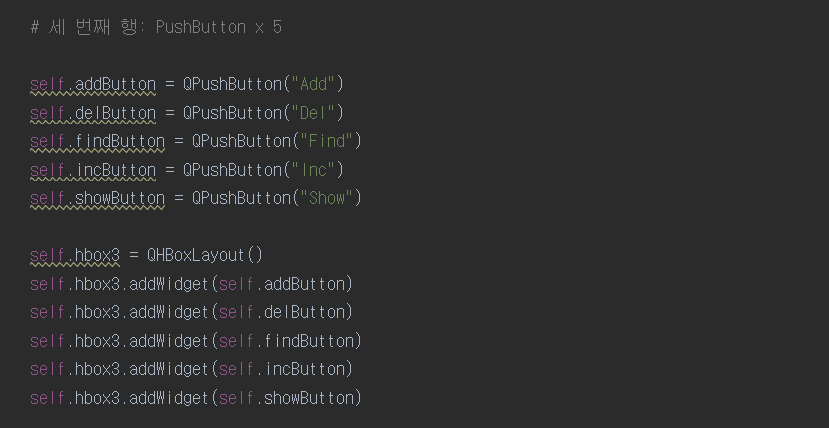 # 세 번째 행: PushButton x 5
self.addButton = QPushButton("Add")
self.delButton = QPushButton("Del")
self.findButton = QPushButton("Find")
self.incButton = QPushButton("Inc")
self.showButton = QPushButton("Show")
self.hbox3 = QHBoxLayout()
self.hbox3.addWidget(self.addButton)
self.hbox3.addWidget(self.delButton)
self.hbox3.addWidget(self.findButton)
self.hbox3.addWidget(self.incButton)
self.hbox3.addWidget(self.showButton)